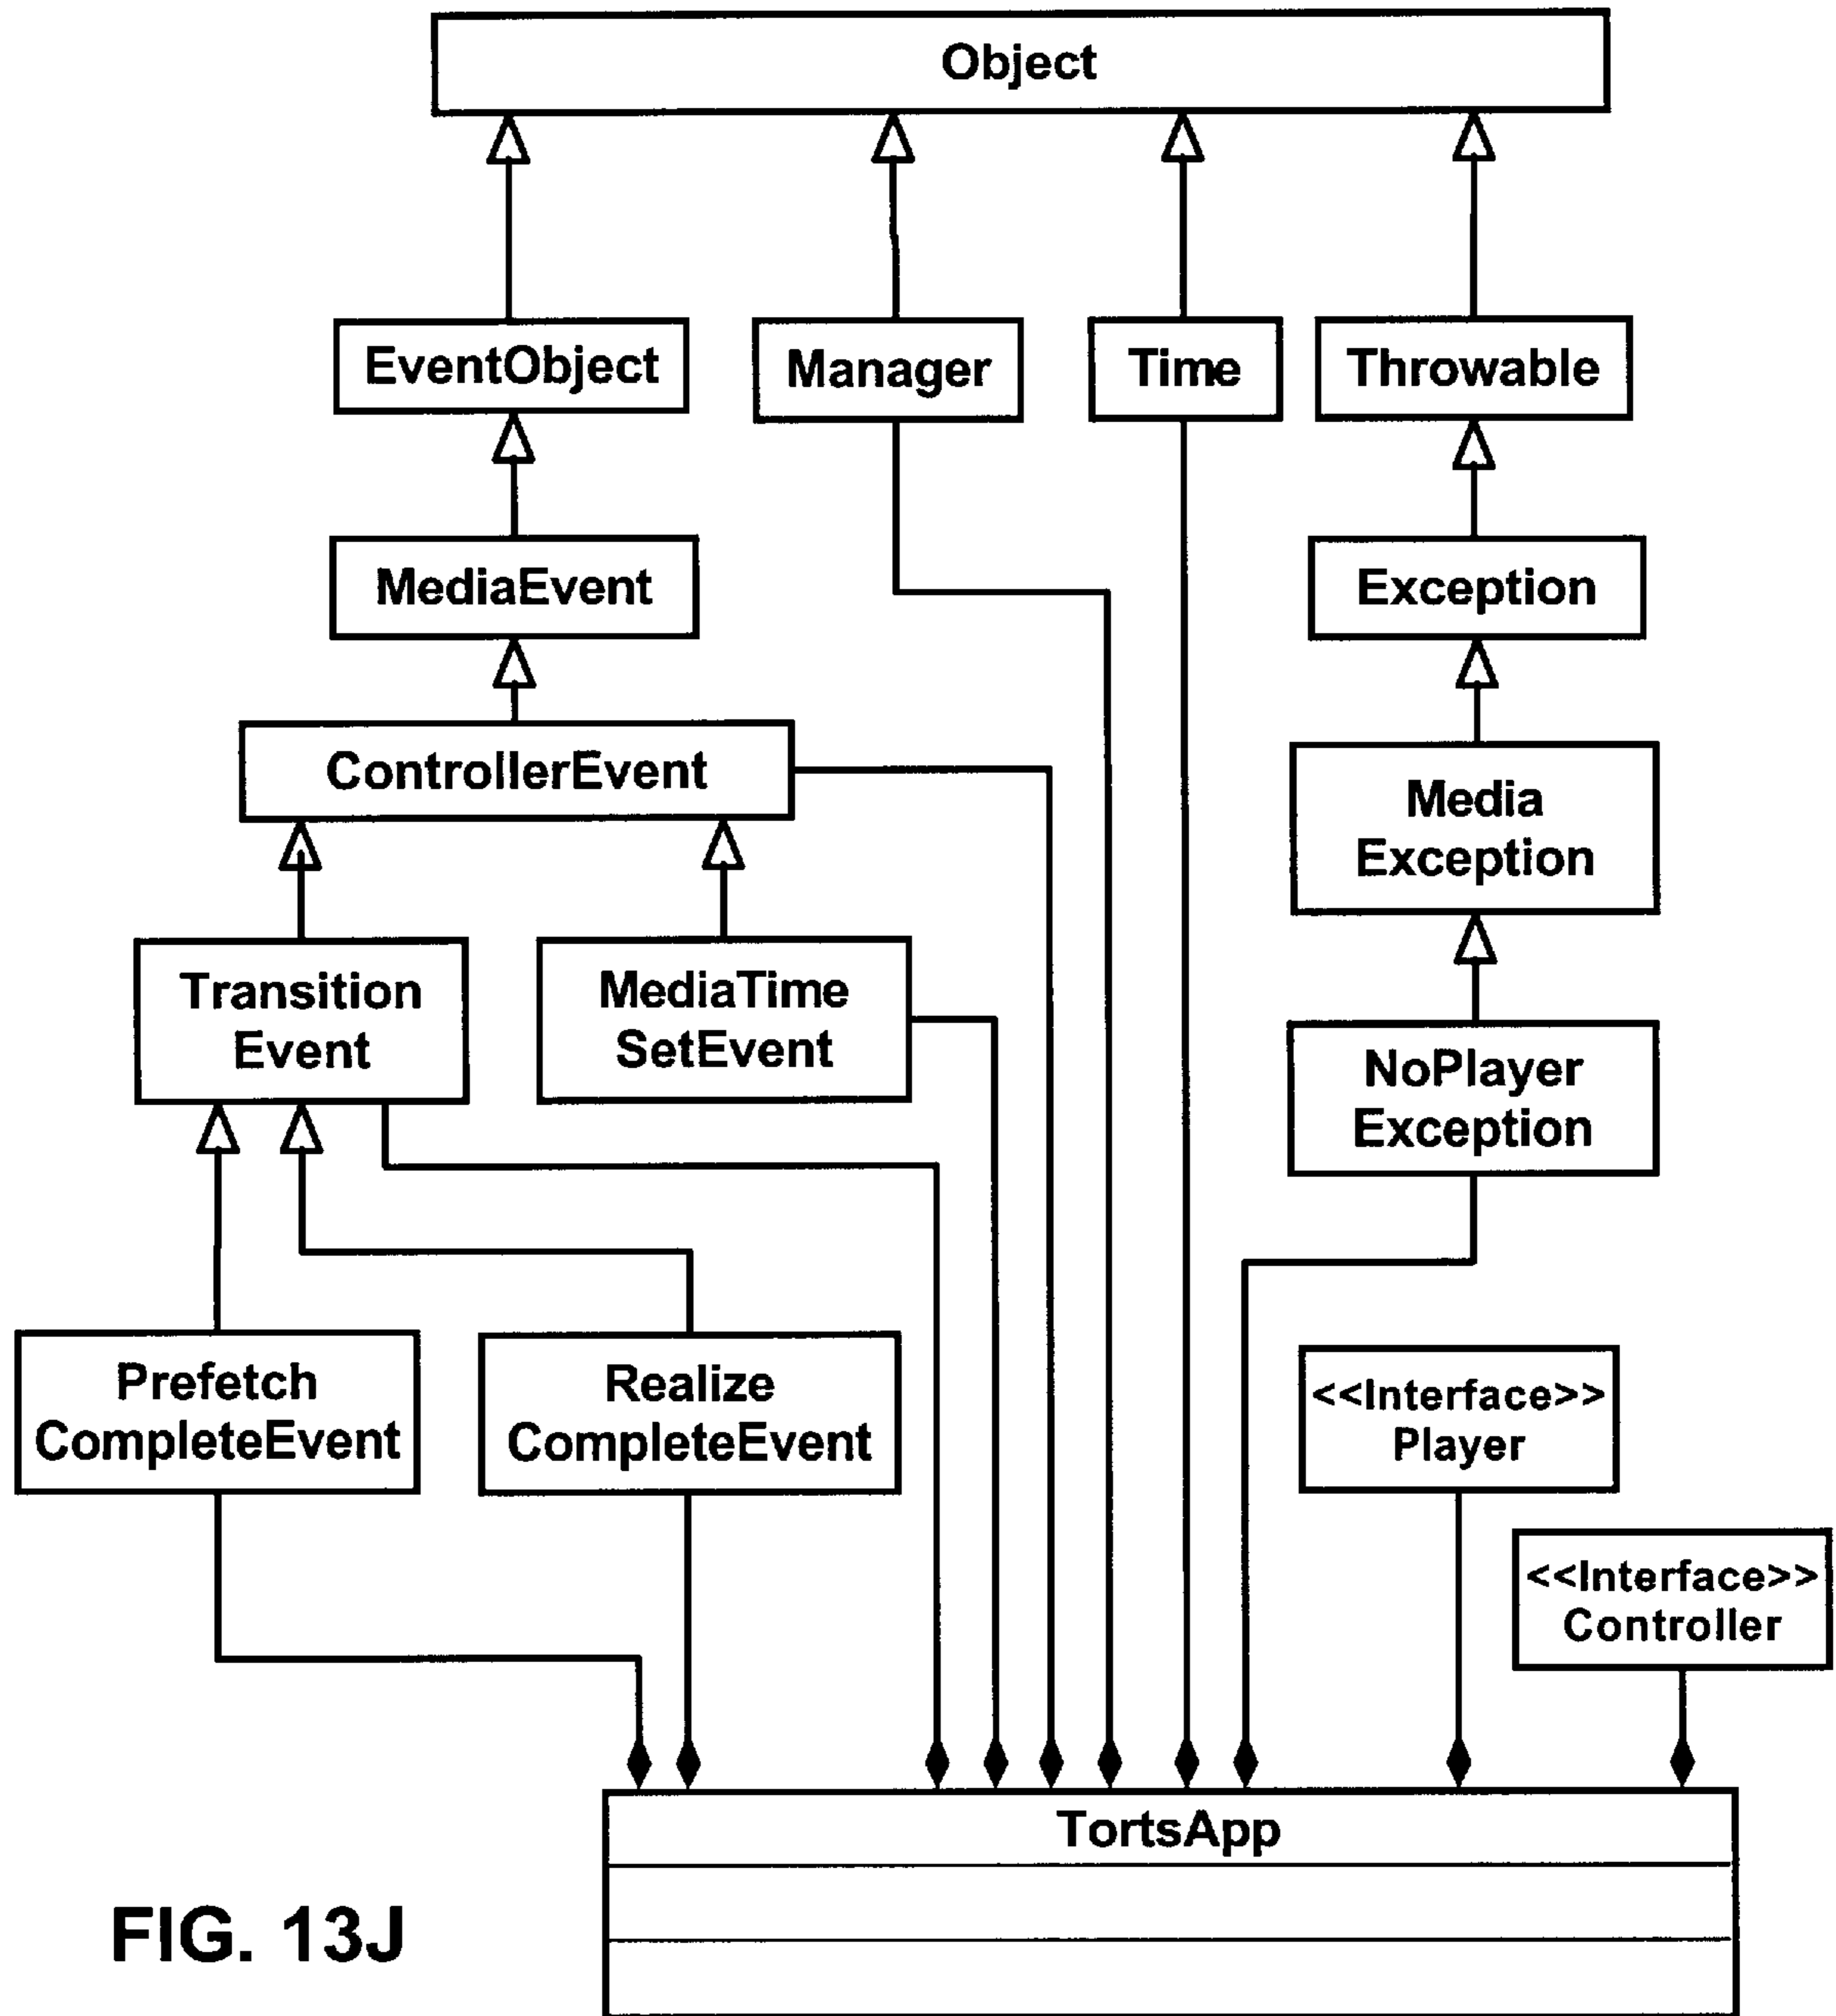 Object
EventObject
Manager
Time
Throwable
MediaEvent
Exception
ControllerEvent
Media
Exception
Transition
Event
MediaTime
SetEvent
NoPlayer
Exception
Prefetch
CompleteEvent
Realize
CompleteEvent
<<Interface>>
Player
<<Interface>>
Controller
TortsApp
FIG. 13J